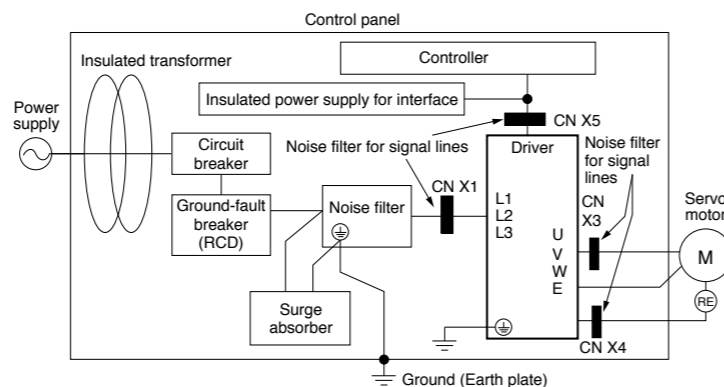 Control panel
Insulated transformer
Controller
Power
supply
Insulated power supply for interface
CN X5
Circuit
breaker
Noise filter for signal lines
Driver
Noise filter
for signal
lines
CN X1
Ground-fault
breaker
(RCD)
Noise filter
L1
L2
L3
CN
X3
Servo
motor
U
V
W
E
M
RE
Surge
absorber
CN X4
Ground (Earth plate)